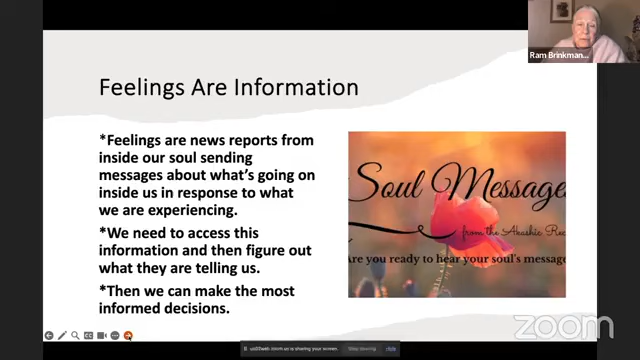 Ram Brinkman...
Feelings Are Information
*Feelings are news reports from
inside our soul sending
messages about what's going on
inside us in response to what
we are experiencing.
*We need to access this
information and then figure out
what they are telling us.
*Then we can make the most
informed decisions.
Soul Message
from the Akashic Rec
Are you ready to hear your soul's message
zoom
is sharing your screen.
Stop Sharing